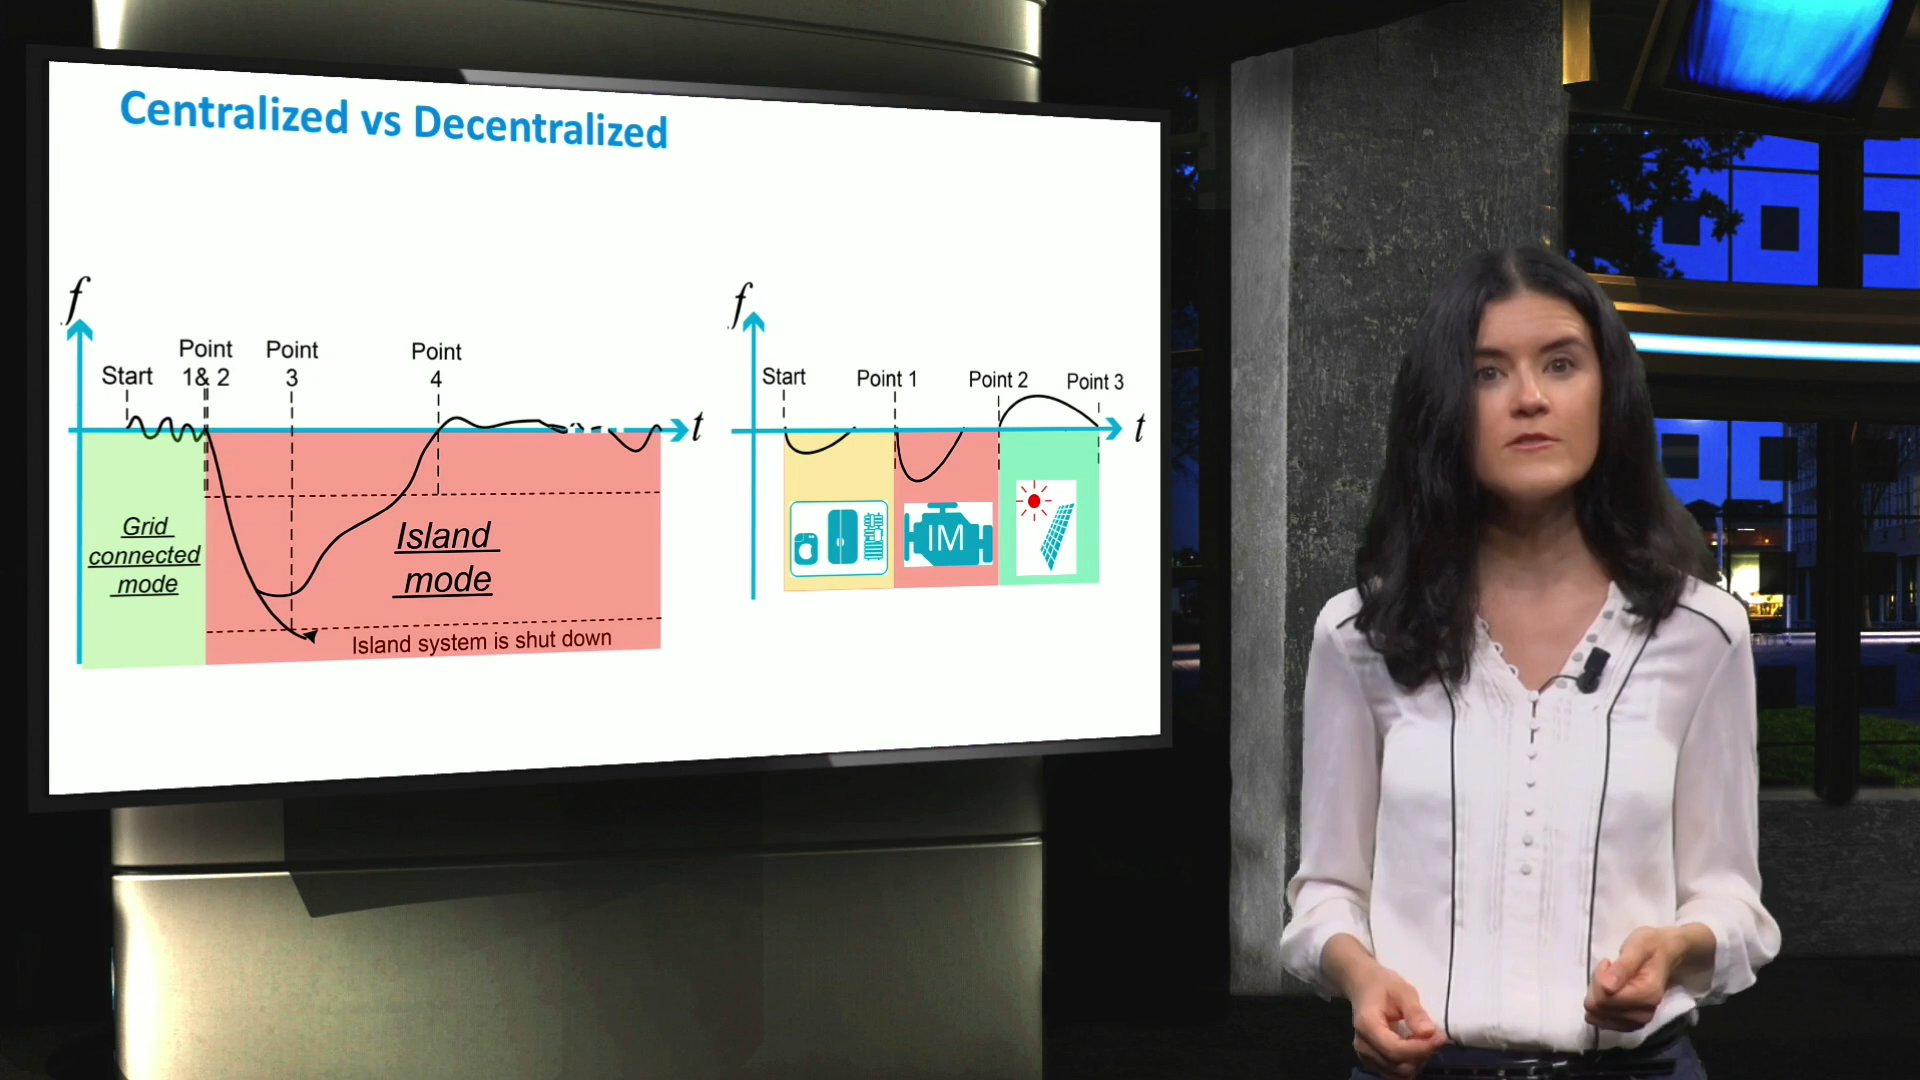 Centralized vs Decentralized
f
Start
Point
1& 2
Point
3
Point
4
t
Grid
connected
mode
Island
mode
Island system is shut down
f
Start
Point 1
Point 2
Point 3
t
IM